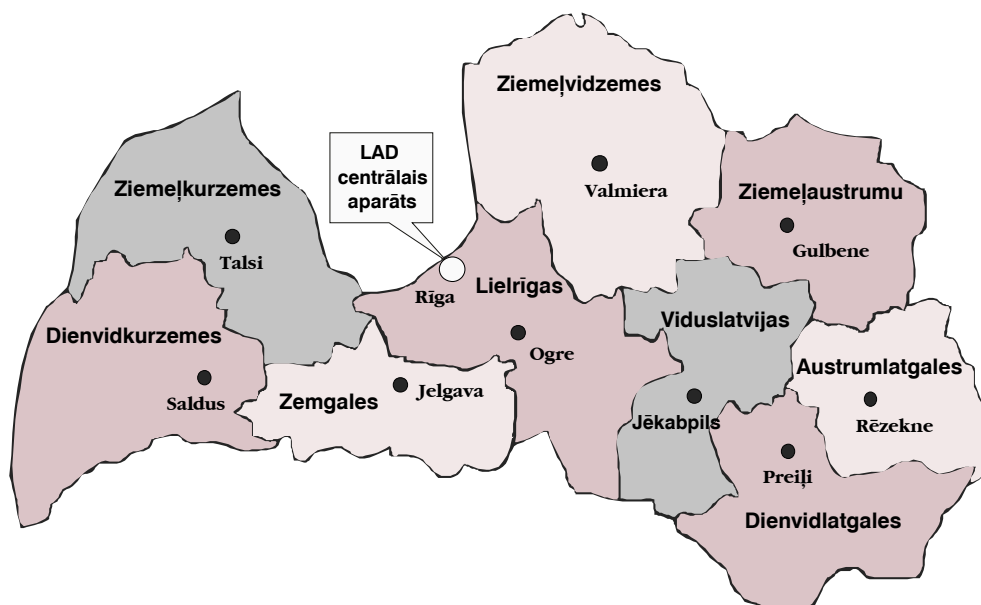 Ziemeļvidzemes
Valmiera
LAD
centrālais
aparāts
Ziemeļkurzemes
Talsi
Ziemeļaustrumu
Gulbene
Rīga
Lielrīgas
Ogre
Dienvidkurzemes
Saldus
Zemgales
Jelgava
Viduslatvijas
Jēkabpils
Austrumlatgales
Rēzekne
Preiļi
Dienvidlatgales